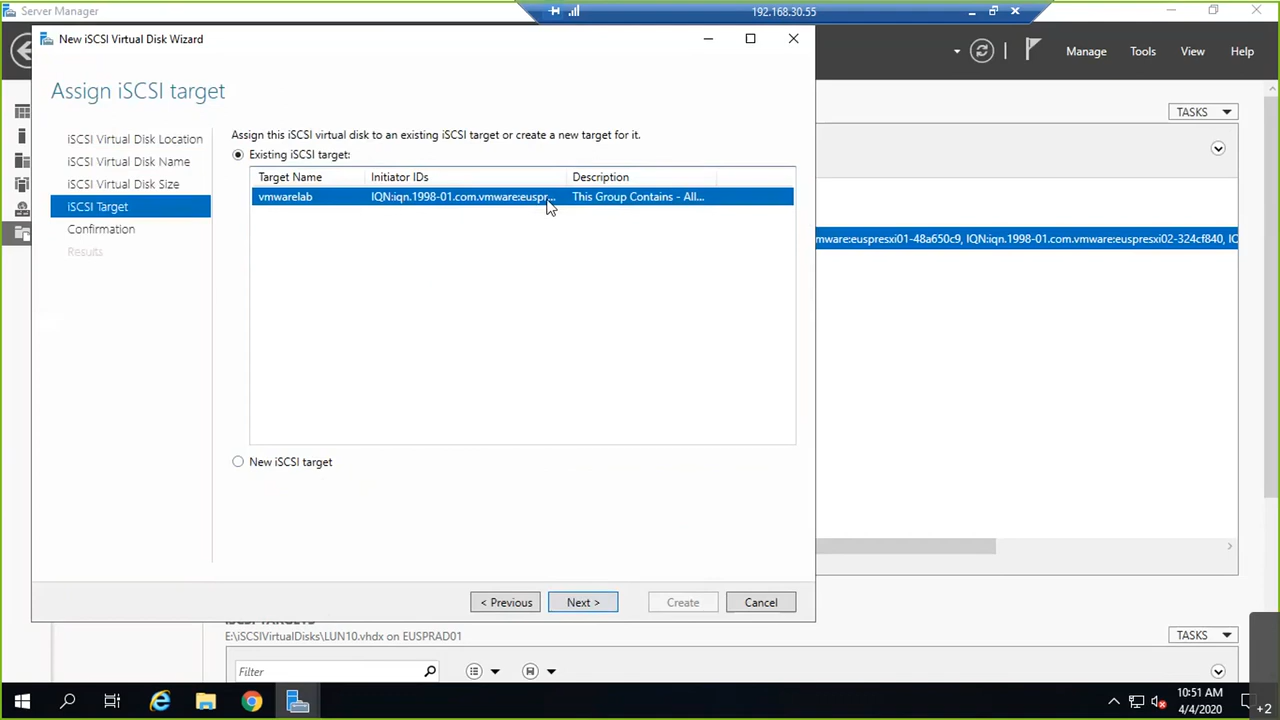 Server Manager
192.168.30.55
New iSCSI Virtual Disk Wizard
Manage Tools View Help
Assign iSCSI target
TASKS
iSCSI Virtual Disk Location
iSCSI Virtual Disk Name
iSCSI Virtual Disk Size
iSCSI Target
Confirmation
Results
Assign this iSCSI virtual disk to an existing iSCSI target or create a new target for it.
Existing iSCSI target:
Target Name Initiator IDs Description
vmwarelab IQN:iqn.1998-01.com.vmware:euspr... This Group Contains - All...
mware:euspresxi01-48a650c9, IQN:iqn.1998-01.com.vmware:euspresxi02-324cf840, IQ
New iSCSI target
< Previous Next > Create Cancel
iSCSI TARGETS
E:\iSCSIVirtualDisks\LUN10.vhdx on EUSPRAD01
TASKS
Filter
10:51 AM
4/4/2020
+2